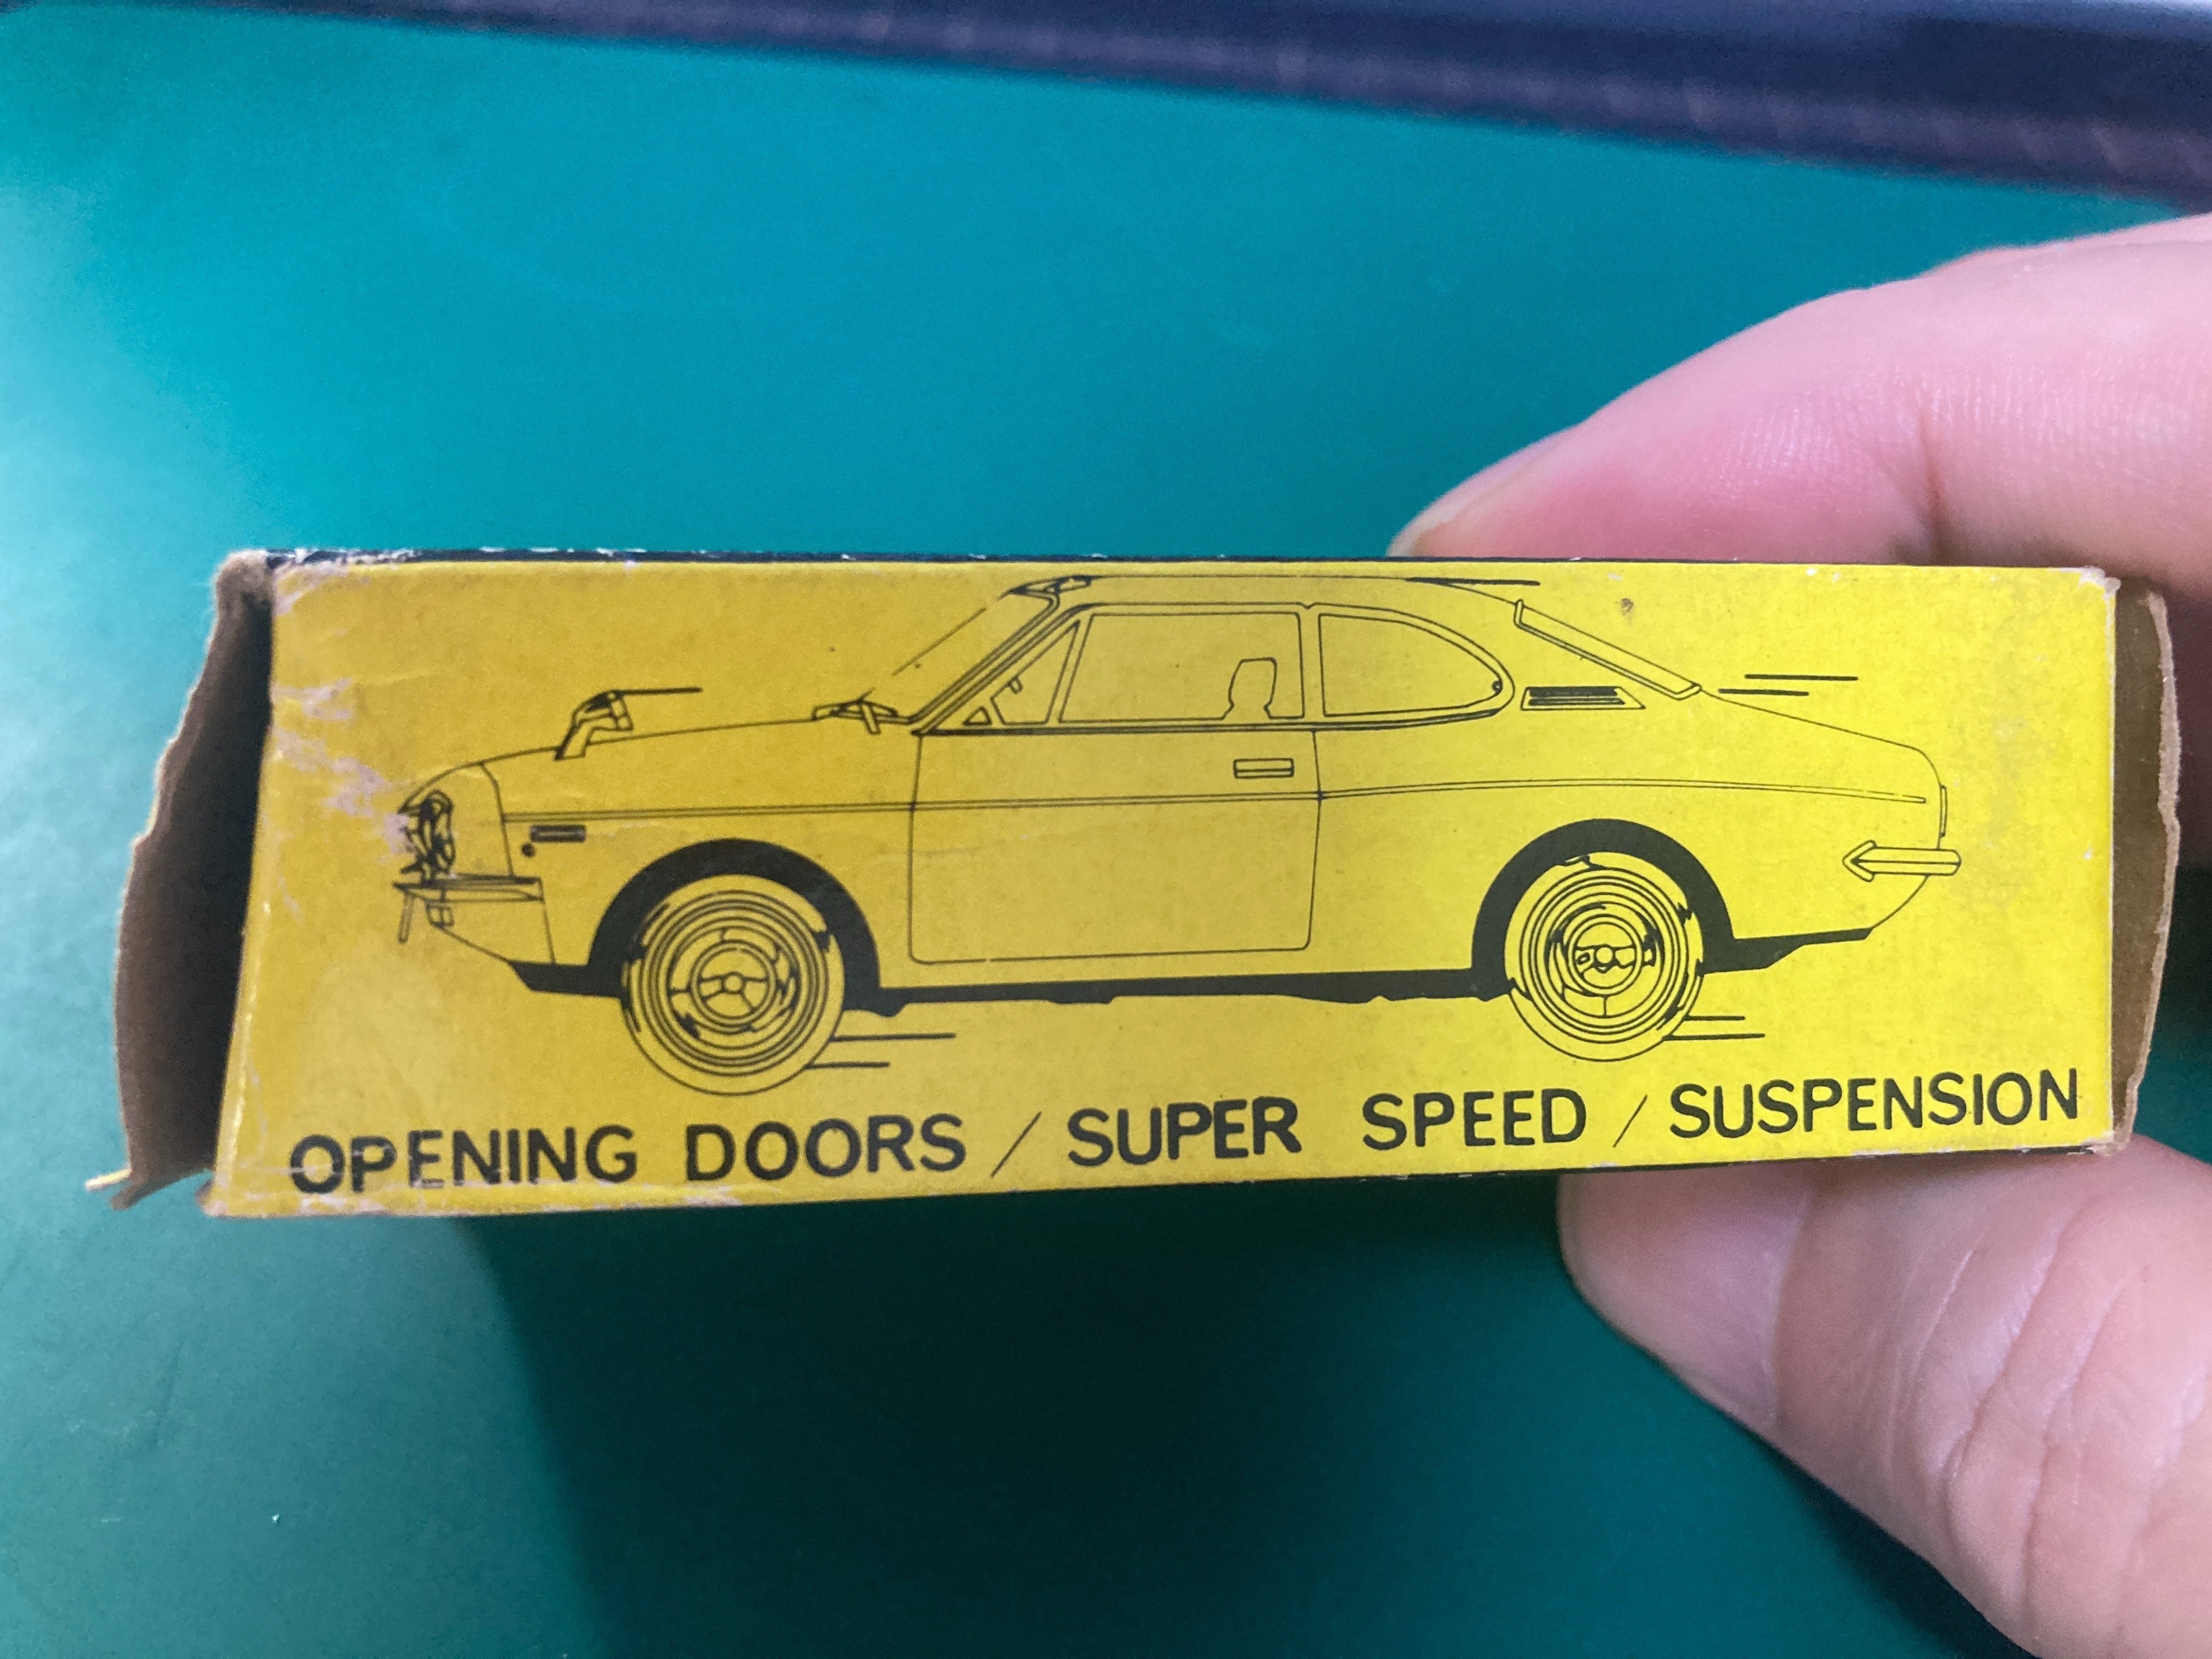 OPENING DOORS / SUPER SPEED / SUSPENSION